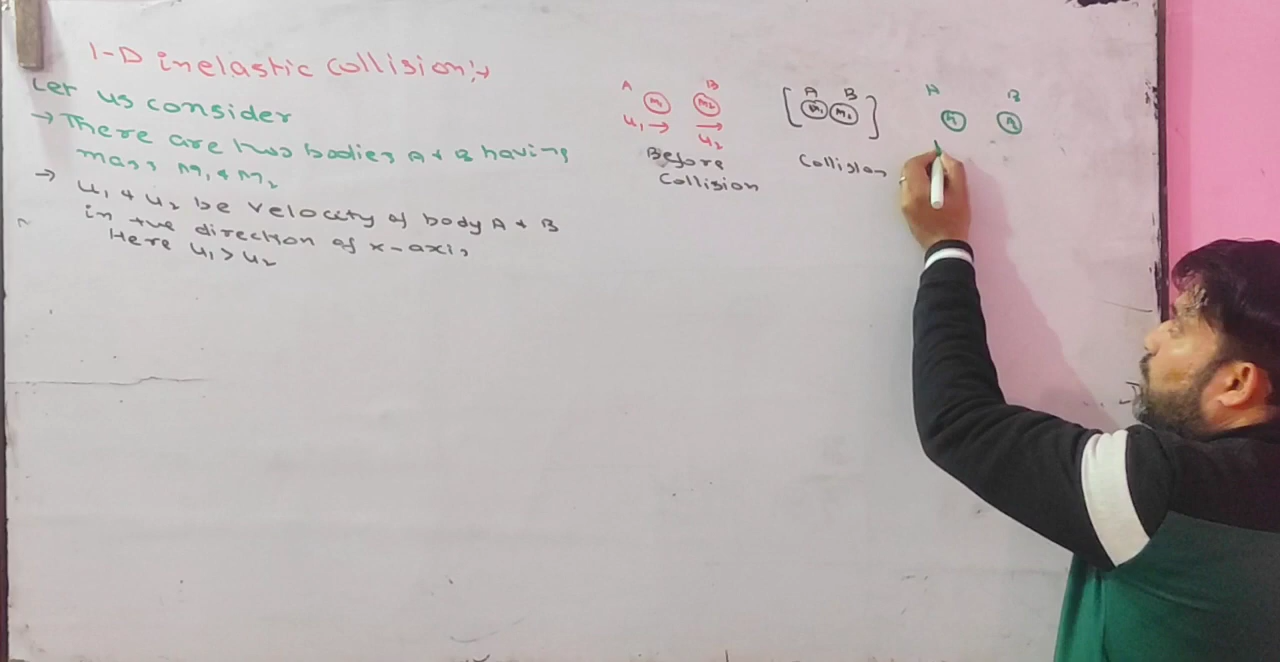 1-D inelastic collision:→
Let us consider
→ There are two bodies A & B having
mass m₁ & m₂
→ u₁ & u₂ be velocity of body A & B
in +ve direction of x-axis
Here u₁ > u₂
A B
m₁ m₂
u₁ → →
u₂
Before
Collision
A B
[ m₁ m₂ ]
Collision
A B